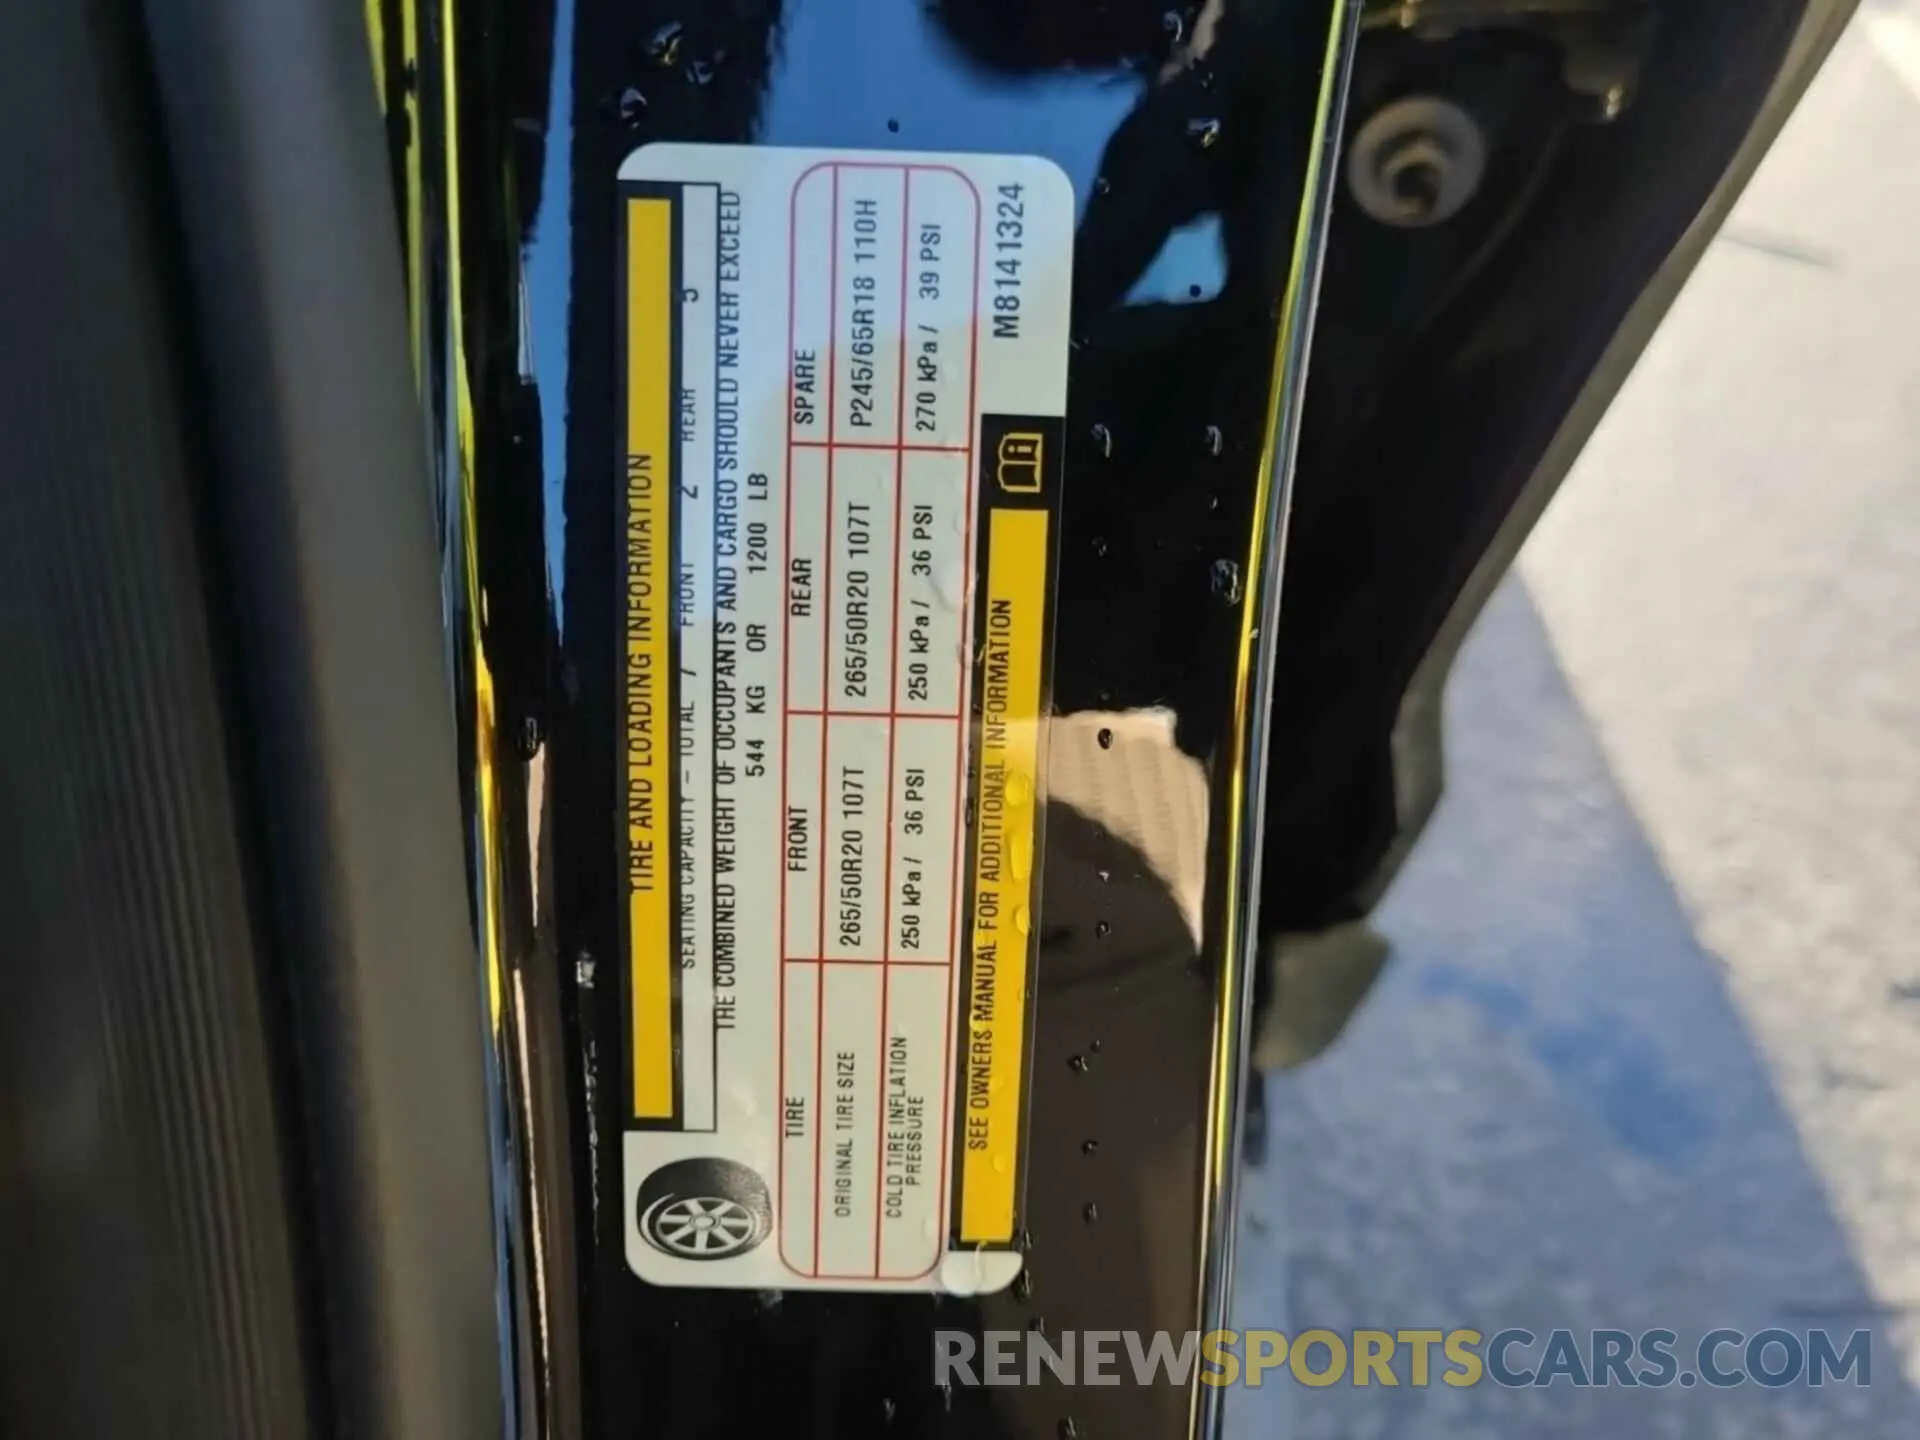 TIRE AND LOADING INFORMATION
SEATING CAPACITY - TOTAL 7 FRONT 2 REAR 5
THE COMBINED WEIGHT OF OCCUPANTS AND CARGO SHOULD NEVER EXCEED
544 KG OR 1200 LB
TIRE FRONT REAR SPARE
ORIGINAL TIRE SIZE 265/50R20 107T 265/50R20 107T P245/65R18 110H
COLD TIRE INFLATION PRESSURE 250 kPa / 36 PSI 250 kPa / 36 PSI 270 kPa / 39 PSI
SEE OWNERS MANUAL FOR ADDITIONAL INFORMATION
M8141324
RENEWSPORTSCARS.COM